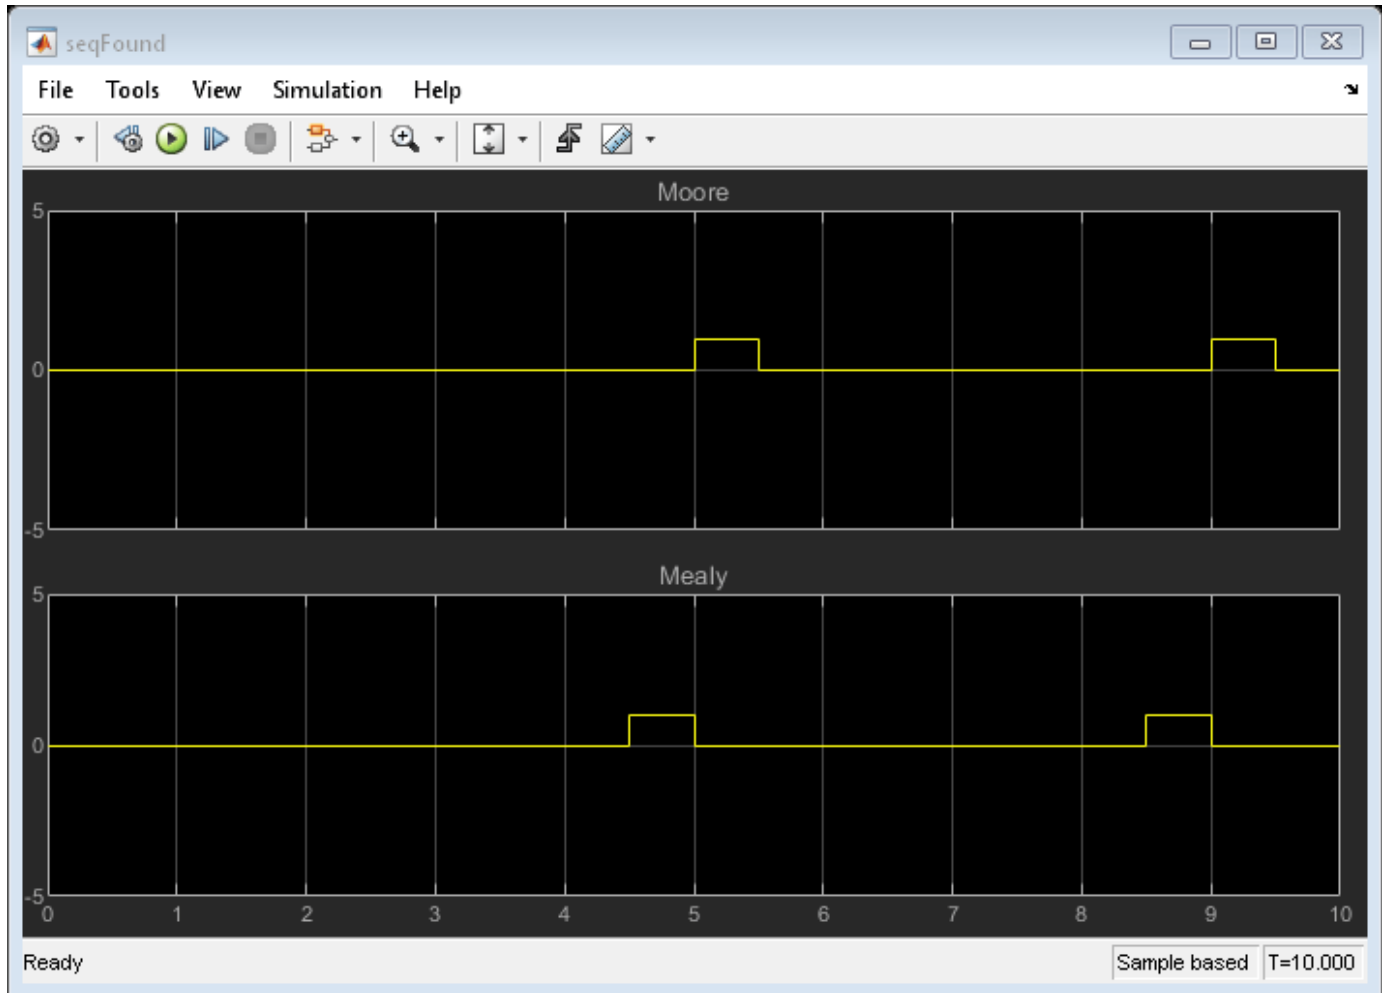 seqFound
File Tools View Simulation Help
Moore
5
0
-5
Mealy
5
0
-5
0 1 2 3 4 5 6 7 8 9 10
Ready Sample based T=10.000